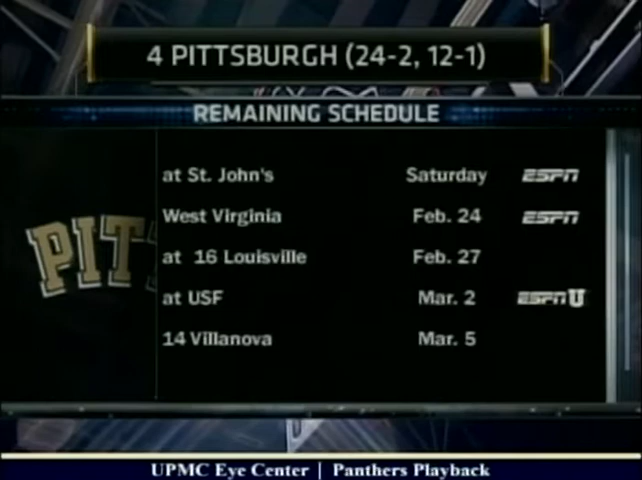 4 PITTSBURGH (24-2, 12-1)
REMAINING SCHEDULE
at St. John's Saturday ESPN
West Virginia Feb. 24 ESPN
at 16 Louisville Feb. 27
at USF Mar. 2 ESPNU
14 Villanova Mar. 5
PIT
UPMC Eye Center | Panthers Playback